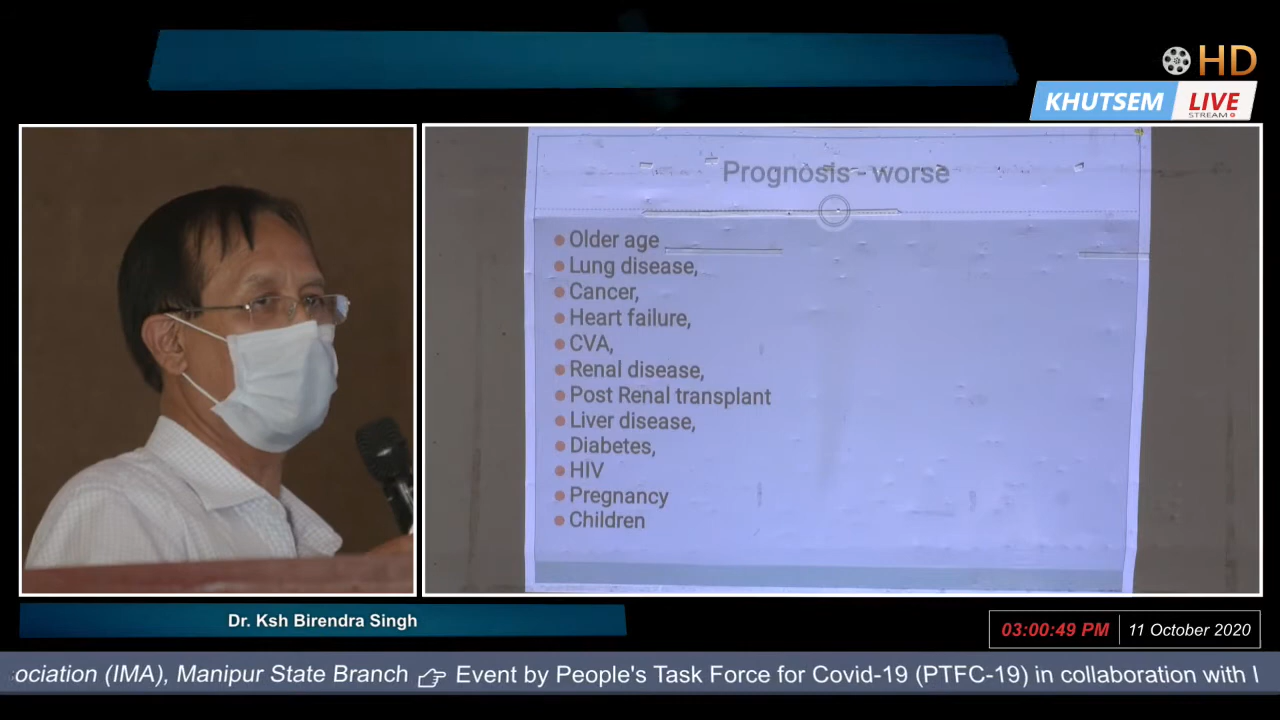 HD
KHUTSEM LIVE
STREAM
Prognosis - worse
Older age
Lung disease,
Cancer,
Heart failure,
CVA,
Renal disease,
Post Renal transplant
Liver disease,
Diabetes,
HIV
Pregnancy
Children
Dr. Ksh Birendra Singh
03:00:49 PM 11 October 2020
ociation (IMA), Manipur State Branch Event by People's Task Force for Covid-19 (PTFC-19) in collaboration with